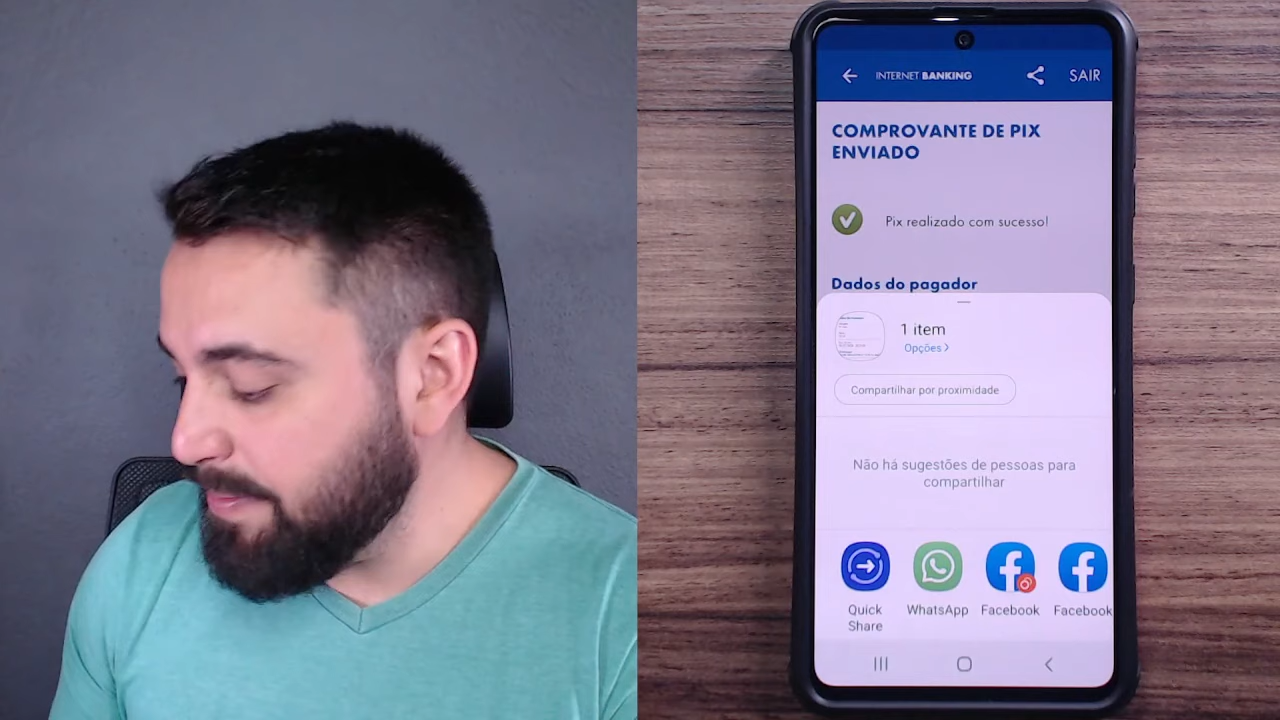 INTERNET BANKING
SAIR
COMPROVANTE DE PIX
ENVIADO
Pix realizado com sucesso!
Dados do pagador
1 item
Opções
Compartilhar por proximidade
Não há sugestões de pessoas para
compartilhar
Quick
Share
WhatsApp
Facebook
Facebook